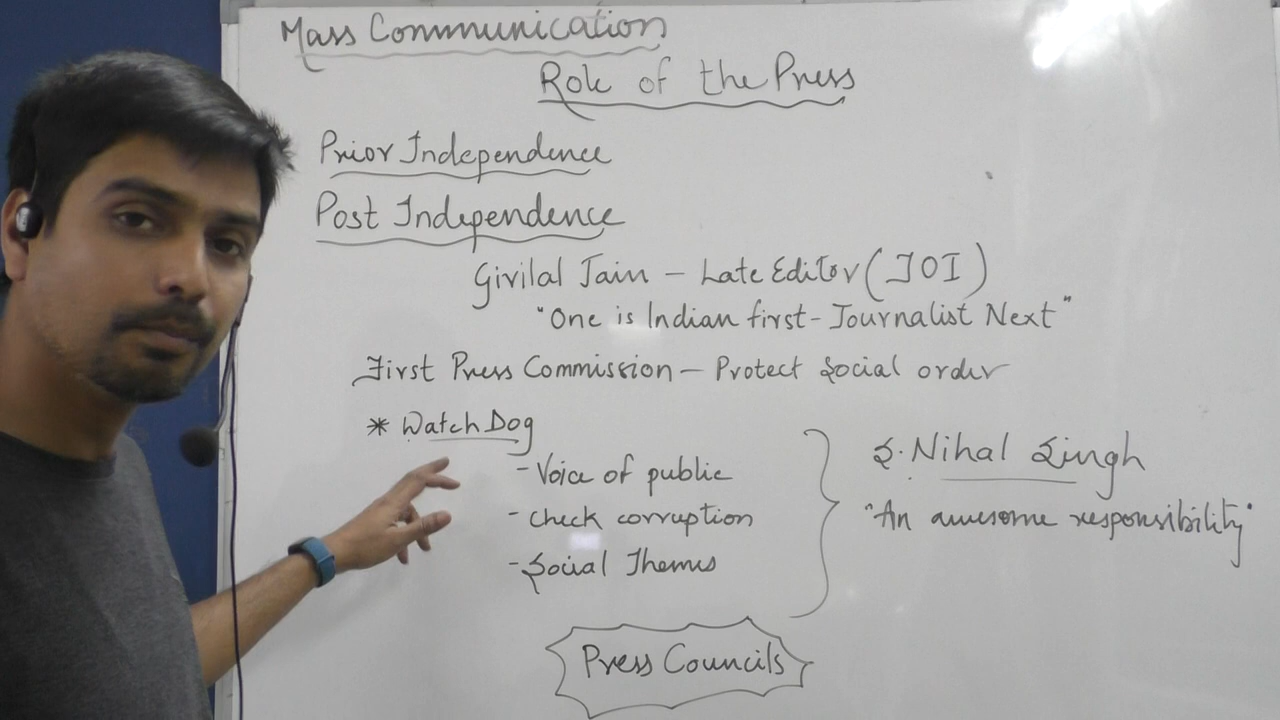 Mass Communication
Role of the Press
Prior Independence
Post Independence
Girilal Jain – Late Editor (TOI)
"One is Indian first - Journalist Next"
First Press Commission – Protect Social order
* Watch Dog
- Voice of public
- Check corruption
- Social Themes
S. Nihal Singh
"An awesome responsibility"
Press Councils